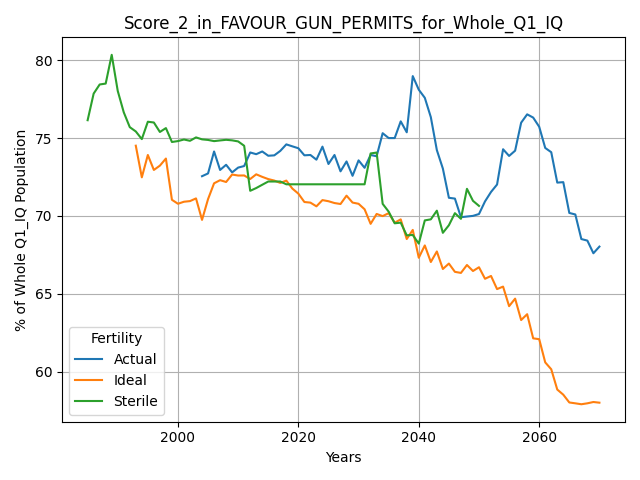 Score_2_in_FAVOUR_GUN_PERMITS_for_Whole_Q1_IQ
% of Whole Q1_IQ Population
80
75
70
65
60
Fertility
Actual
Ideal
Sterile
2000 2020 2040 2060
Years